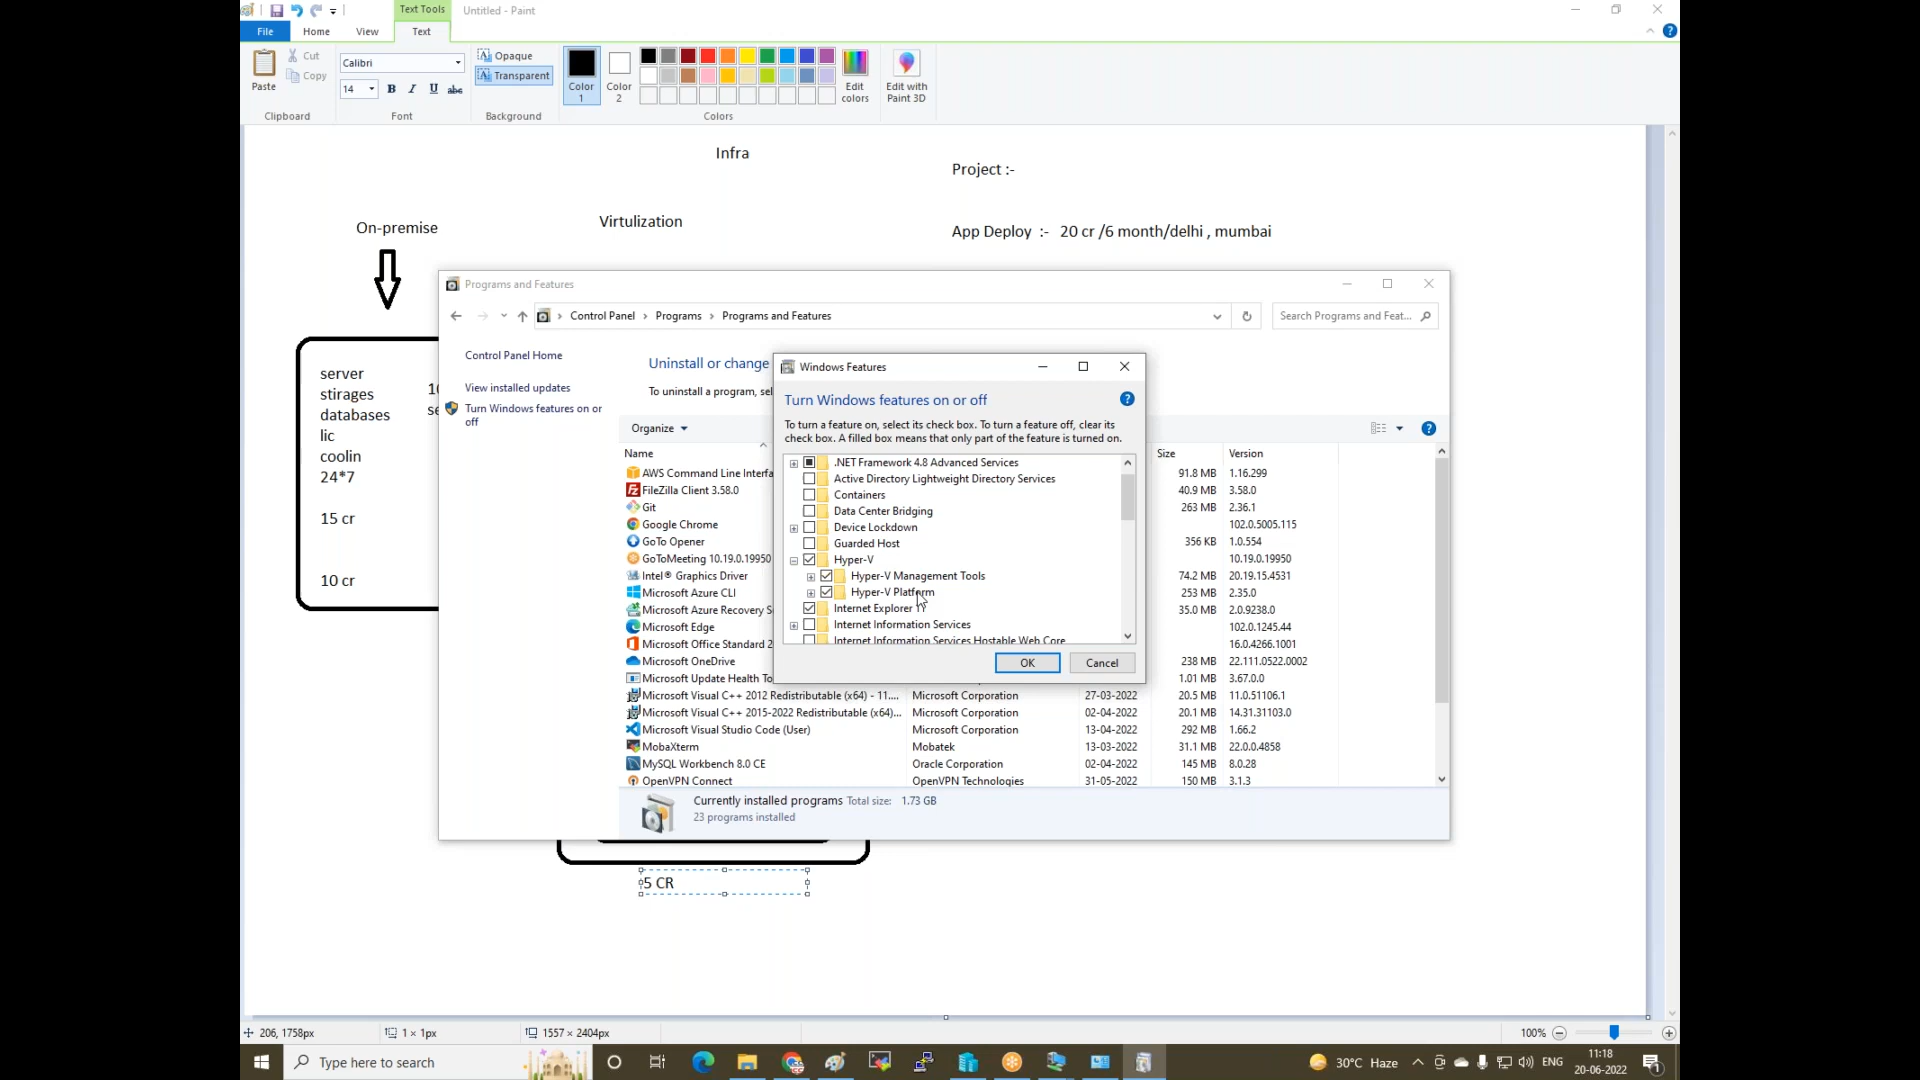 Text Tools
Untitled - Paint
File
Home
View
Text
Paste
Cut
Copy
Clipboard
Calibri
14
B
I
U
abc
Font
Opaque
Transparent
Background
Color
1
Color
2
Edit
colors
Edit with
Paint 3D
Colors
Infra
Project :-
On-premise
Virtulization
App Deploy :- 20 cr /6 month/delhi , mumbai
server
stirages
databases
lic
coolin
24*7
15 cr
10 cr
Programs and Features
Control Panel
Programs
Programs and Features
Search Programs and Feat...
Control Panel Home
View installed updates
Turn Windows features on or
off
Uninstall or change
To uninstall a program, sel
Organize
Name
Size
Version
AWS Command Line Interfa
91.8 MB
1.16.299
FileZilla Client 3.58.0
40.9 MB
3.58.0
Git
263 MB
2.36.1
Google Chrome
102.0.5005.115
GoTo Opener
356 KB
1.0.554
GoToMeeting 10.19.0.19950
10.19.0.19950
Intel® Graphics Driver
74.2 MB
20.19.15.4531
Microsoft Azure CLI
253 MB
2.35.0
Microsoft Azure Recovery S
35.0 MB
2.0.9238.0
Microsoft Edge
102.0.1245.44
Microsoft Office Standard 2
16.0.4266.1001
Microsoft OneDrive
238 MB
22.111.0522.0002
Microsoft Update Health To
1.01 MB
3.67.0.0
Microsoft Visual C++ 2012 Redistributable (x64) - 11....
Microsoft Corporation
27-03-2022
20.5 MB
11.0.51106.1
Microsoft Visual C++ 2015-2022 Redistributable (x64)...
Microsoft Corporation
02-04-2022
20.1 MB
14.31.31103.0
Microsoft Visual Studio Code (User)
Microsoft Corporation
13-04-2022
292 MB
1.66.2
MobaXterm
Mobatek
13-03-2022
31.1 MB
22.0.0.4858
MySQL Workbench 8.0 CE
Oracle Corporation
02-04-2022
145 MB
8.0.28
OpenVPN Connect
OpenVPN Technologies
31-05-2022
150 MB
3.1.3
Currently installed programs Total size: 1.73 GB
23 programs installed
Windows Features
Turn Windows features on or off
To turn a feature on, select its check box. To turn a feature off, clear its
check box. A filled box means that only part of the feature is turned on.
.NET Framework 4.8 Advanced Services
Active Directory Lightweight Directory Services
Containers
Data Center Bridging
Device Lockdown
Guarded Host
Hyper-V
Hyper-V Management Tools
Hyper-V Platform
Internet Explorer
Internet Information Services
Internet Information Services Hostable Web Core
OK
Cancel
5 CR
206, 1758px
1 × 1px
1557 × 2404px
100%
Type here to search
30°C Haze
ENG
11:18
20-06-2022
1